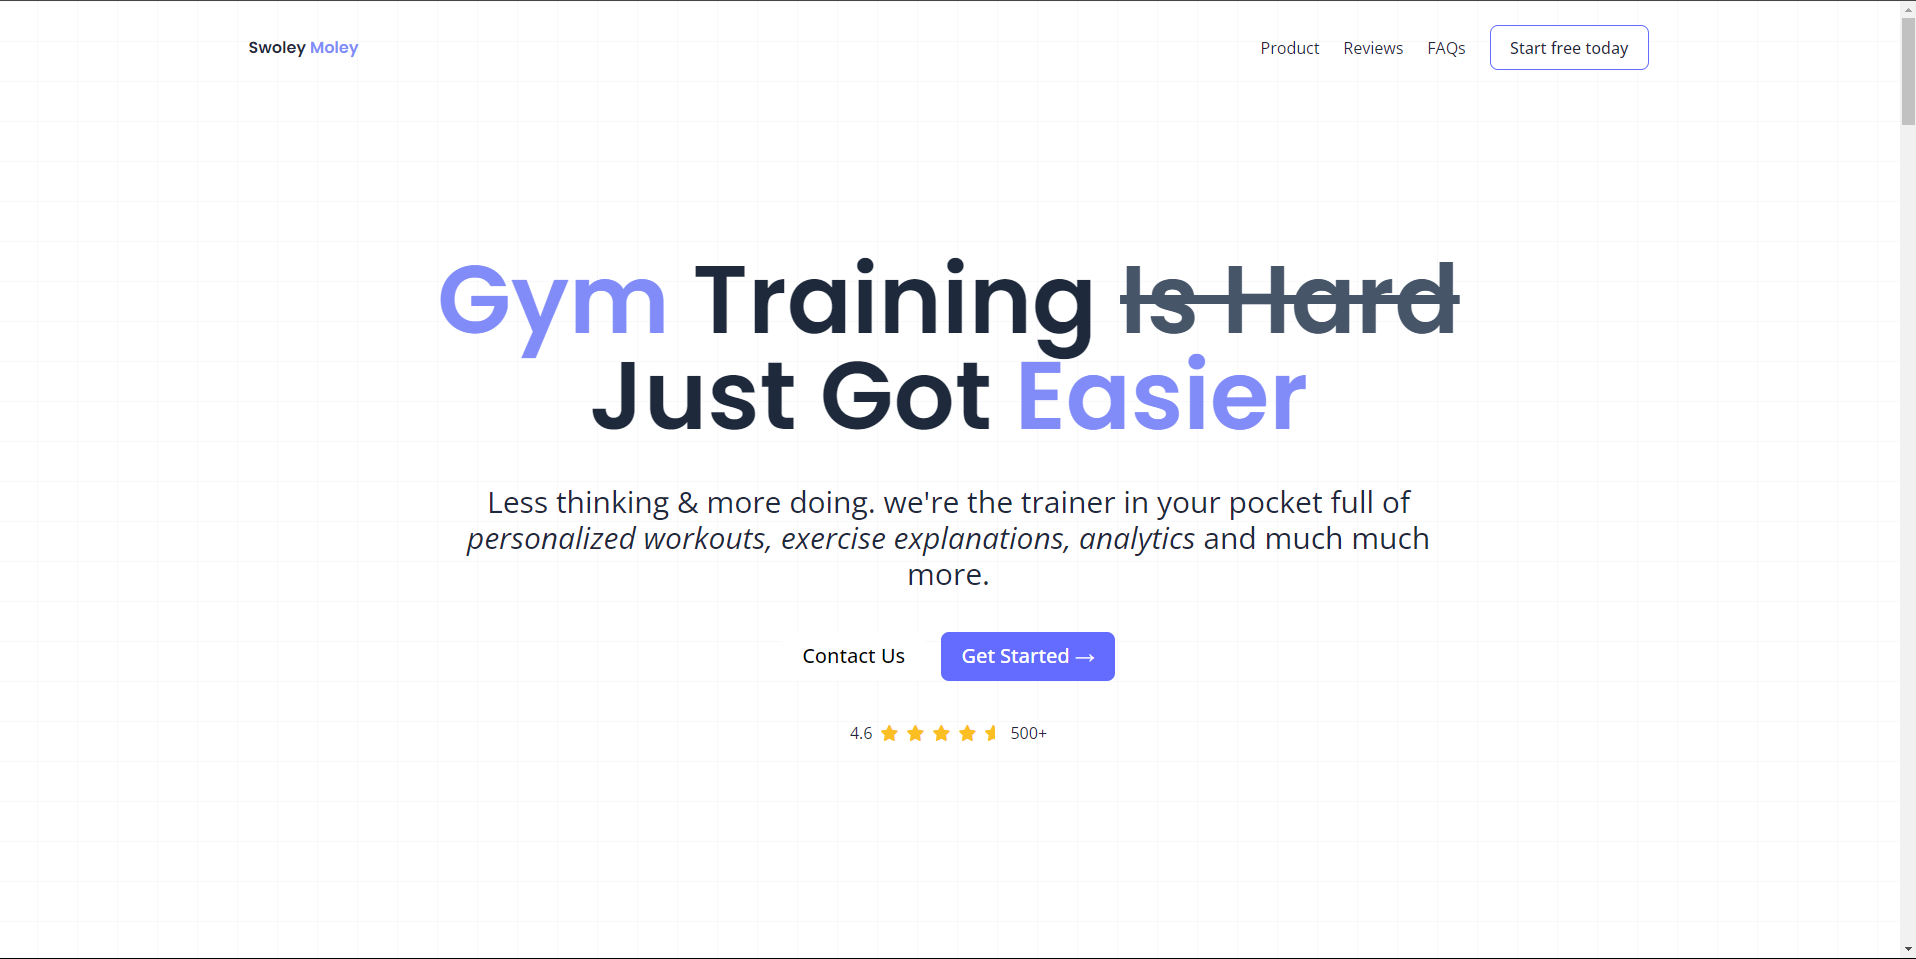 Swoley Moley
Product Reviews FAQs Start free today
Gym Training Is Hard
Just Got Easier
Less thinking & more doing. we're the trainer in your pocket full of
personalized workouts, exercise explanations, analytics and much much
more.
Contact Us Get Started →
4.6 500+